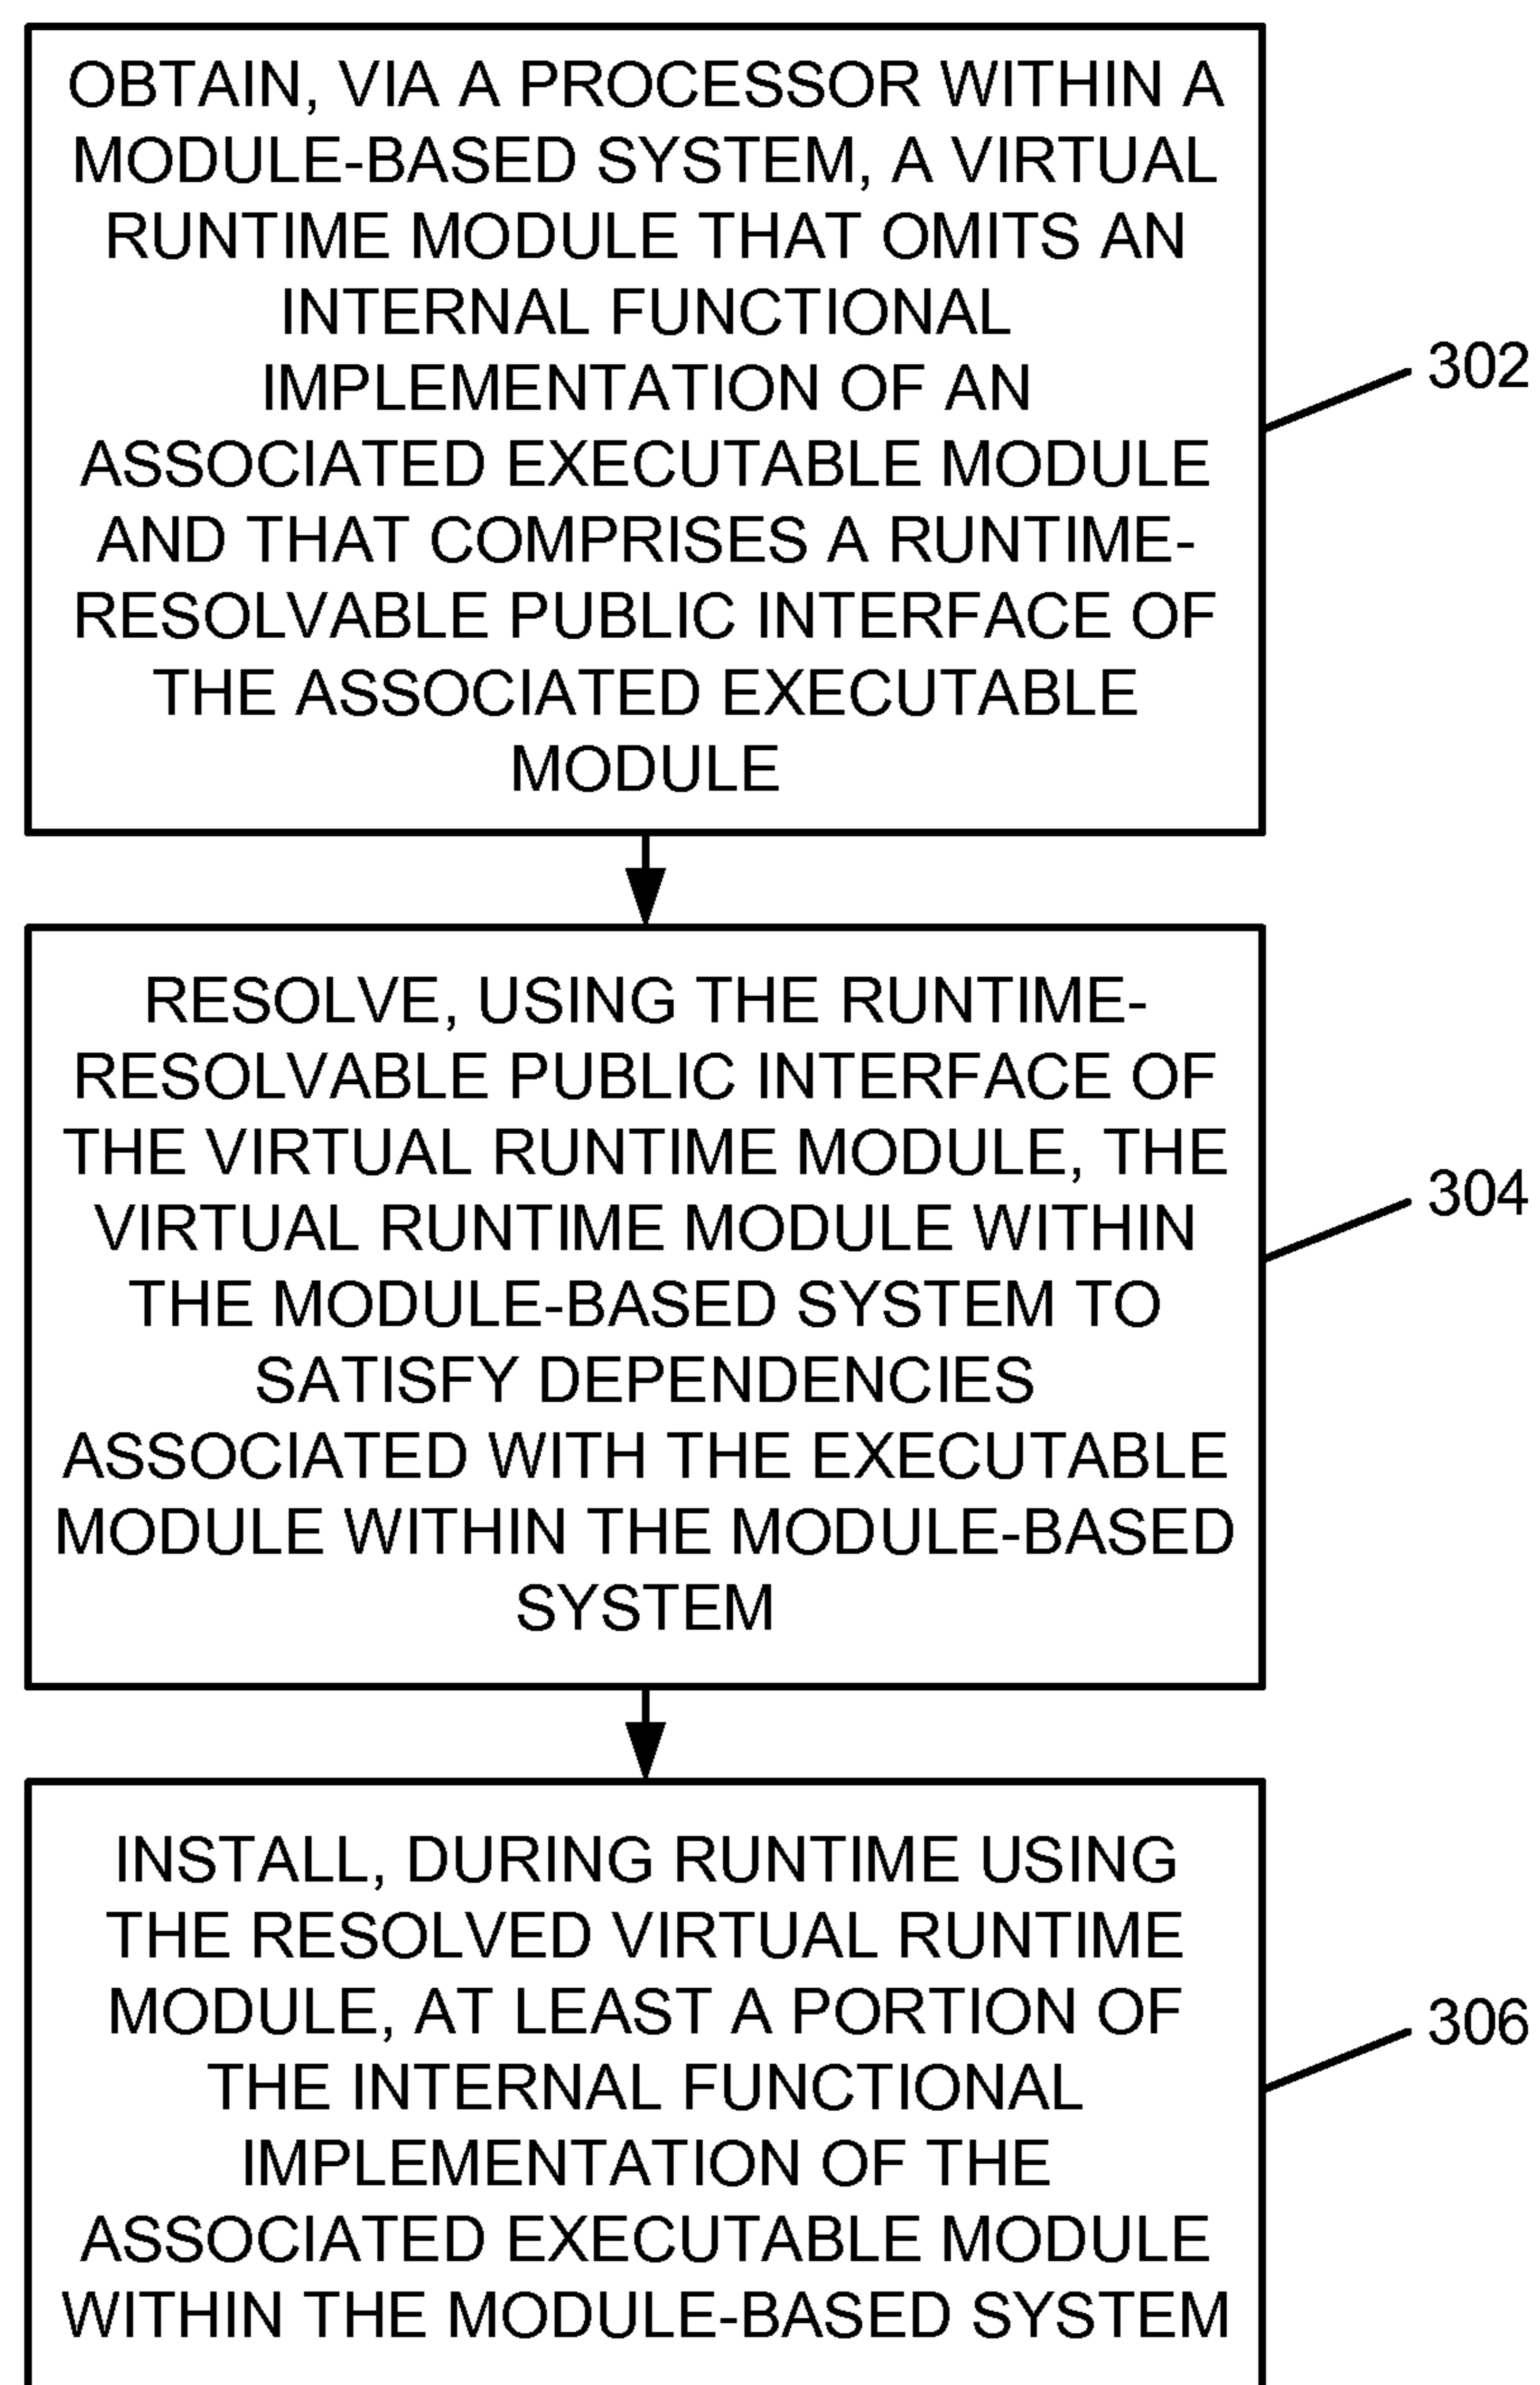 OBTAIN, VIA A PROCESSOR WITHIN A
MODULE-BASED SYSTEM, A VIRTUAL
RUNTIME MODULE THAT OMITS AN
INTERNAL FUNCTIONAL
IMPLEMENTATION OF AN
ASSOCIATED EXECUTABLE MODULE
AND THAT COMPRISES A RUNTIME-
RESOLVABLE PUBLIC INTERFACE OF
THE ASSOCIATED EXECUTABLE
MODULE
302
RESOLVE, USING THE RUNTIME-
RESOLVABLE PUBLIC INTERFACE OF
THE VIRTUAL RUNTIME MODULE, THE
VIRTUAL RUNTIME MODULE WITHIN
THE MODULE-BASED SYSTEM TO
SATISFY DEPENDENCIES
ASSOCIATED WITH THE EXECUTABLE
MODULE WITHIN THE MODULE-BASED
SYSTEM
304
INSTALL, DURING RUNTIME USING
THE RESOLVED VIRTUAL RUNTIME
MODULE, AT LEAST A PORTION OF
THE INTERNAL FUNCTIONAL
IMPLEMENTATION OF THE
ASSOCIATED EXECUTABLE MODULE
WITHIN THE MODULE-BASED SYSTEM
306